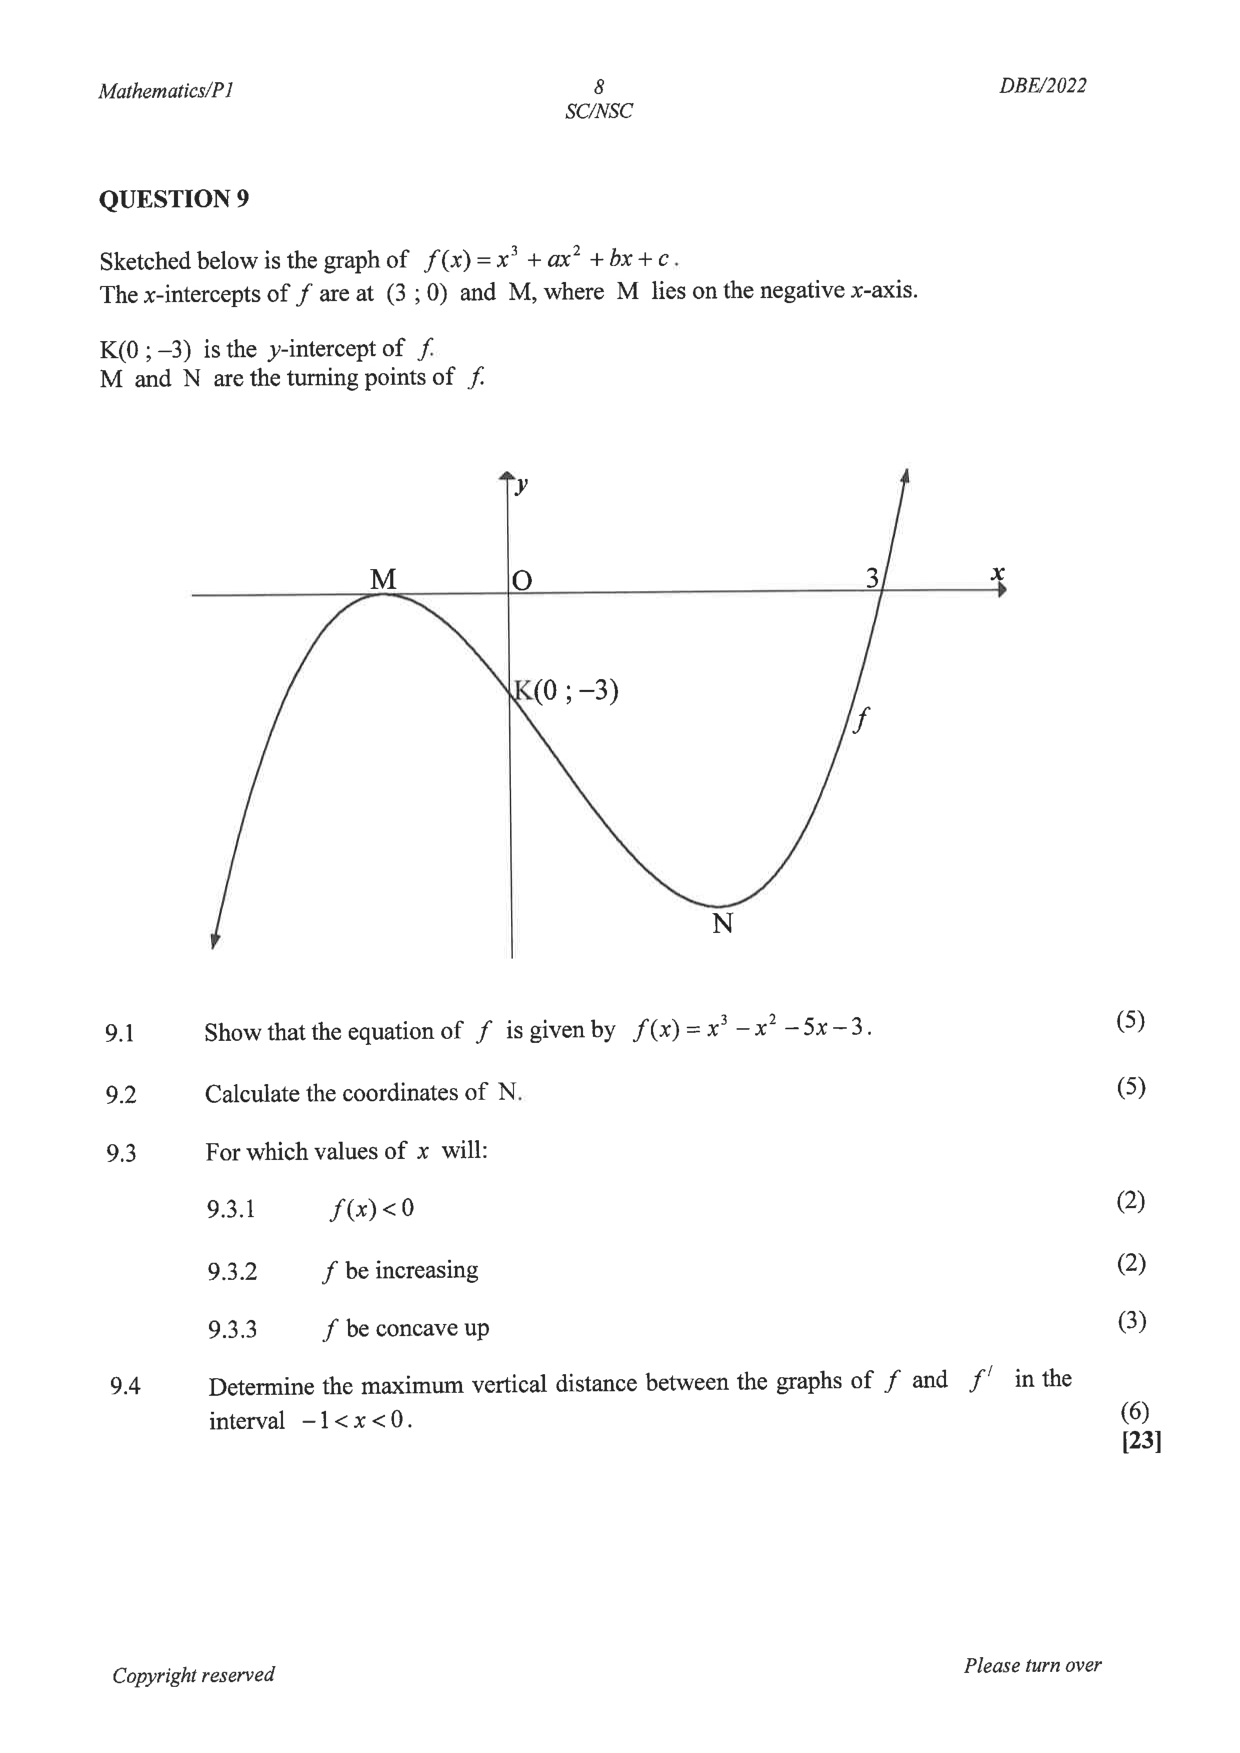 Mathematics/P1 8 DBE/2022
SC/NSC
QUESTION 9
Sketched below is the graph of f(x) = x³ + ax² + bx + c .
The x-intercepts of f are at (3 ; 0) and M, where M lies on the negative x-axis.
K(0 ; –3) is the y-intercept of f.
M and N are the turning points of f.
y
M O 3 x
K(0 ; –3)
f
N
9.1 Show that the equation of f is given by f(x) = x³ – x² – 5x – 3 . (5)
9.2 Calculate the coordinates of N. (5)
9.3 For which values of x will:
9.3.1 f(x) < 0 (2)
9.3.2 f be increasing (2)
9.3.3 f be concave up (3)
9.4 Determine the maximum vertical distance between the graphs of f and f′ in the
interval –1 < x < 0 . (6)
[23]
Copyright reserved Please turn over